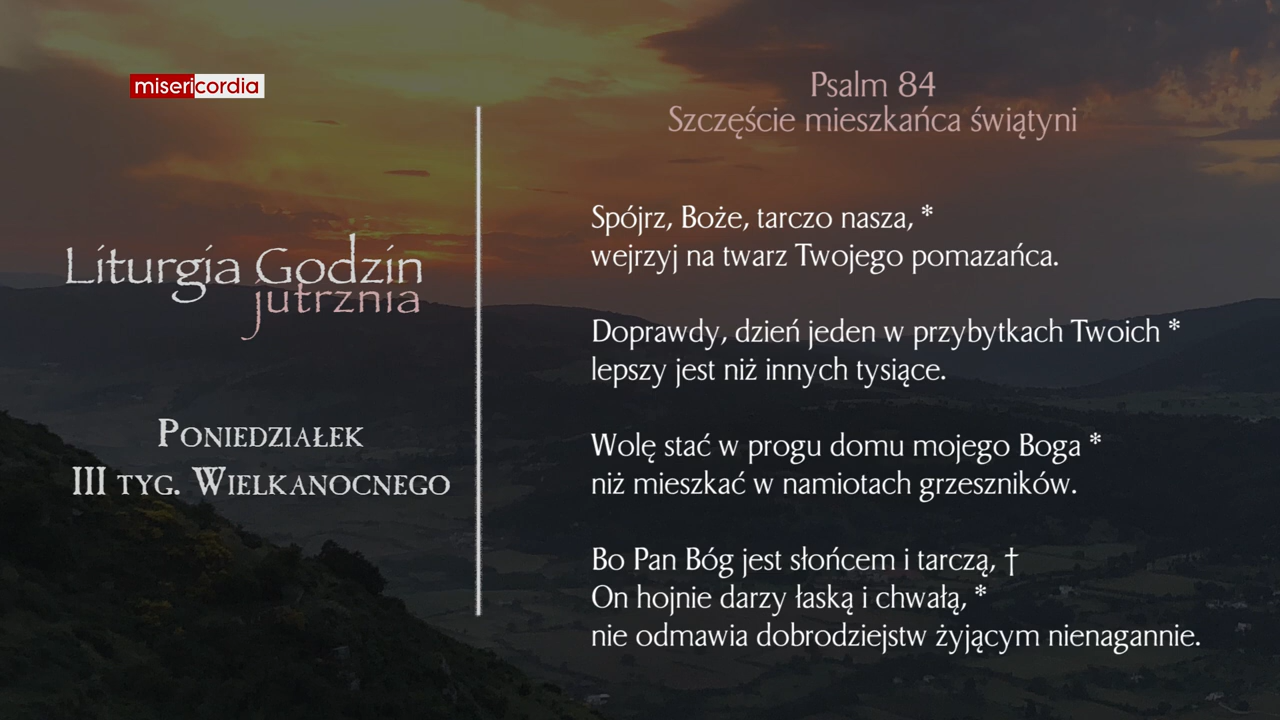 misericordia
Liturgia Godzin
jutrznia
Poniedziałek
III tyg. Wielkanocnego
Psalm 84
Szczęście mieszkańca świątyni
Spójrz, Boże, tarczo nasza, *
wejrzyj na twarz Twojego pomazańca.
Doprawdy, dzień jeden w przybytkach Twoich *
lepszy jest niż innych tysiące.
Wolę stać w progu domu mojego Boga *
niż mieszkać w namiotach grzeszników.
Bo Pan Bóg jest słońcem i tarczą, †
On hojnie darzy łaską i chwałą, *
nie odmawia dobrodziejstw żyjącym nienagannie.